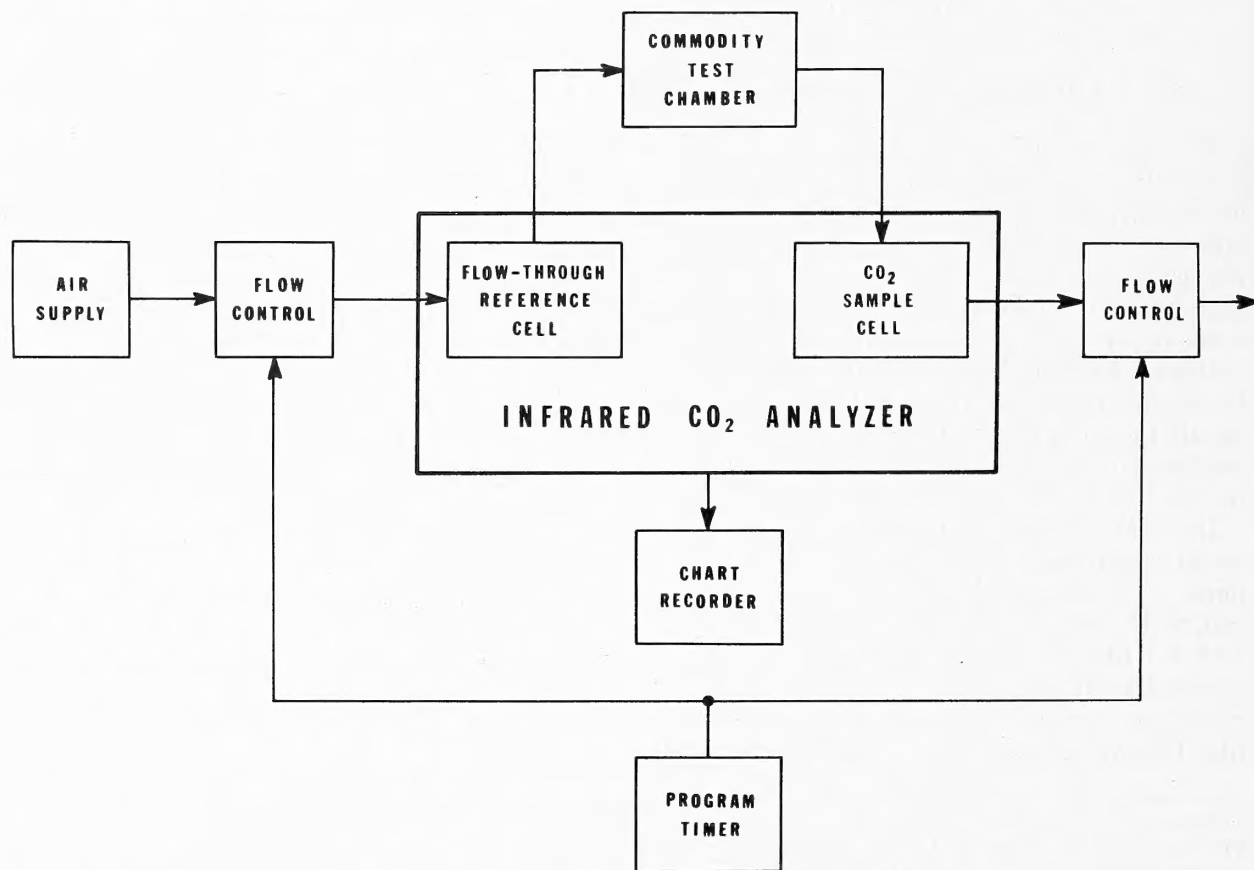 COMMODITY
TEST
CHAMBER
AIR
SUPPLY
FLOW
CONTROL
FLOW-THROUGH
REFERENCE
CELL
CO₂
SAMPLE
CELL
FLOW
CONTROL
INFRARED CO₂ ANALYZER
CHART
RECORDER
PROGRAM
TIMER